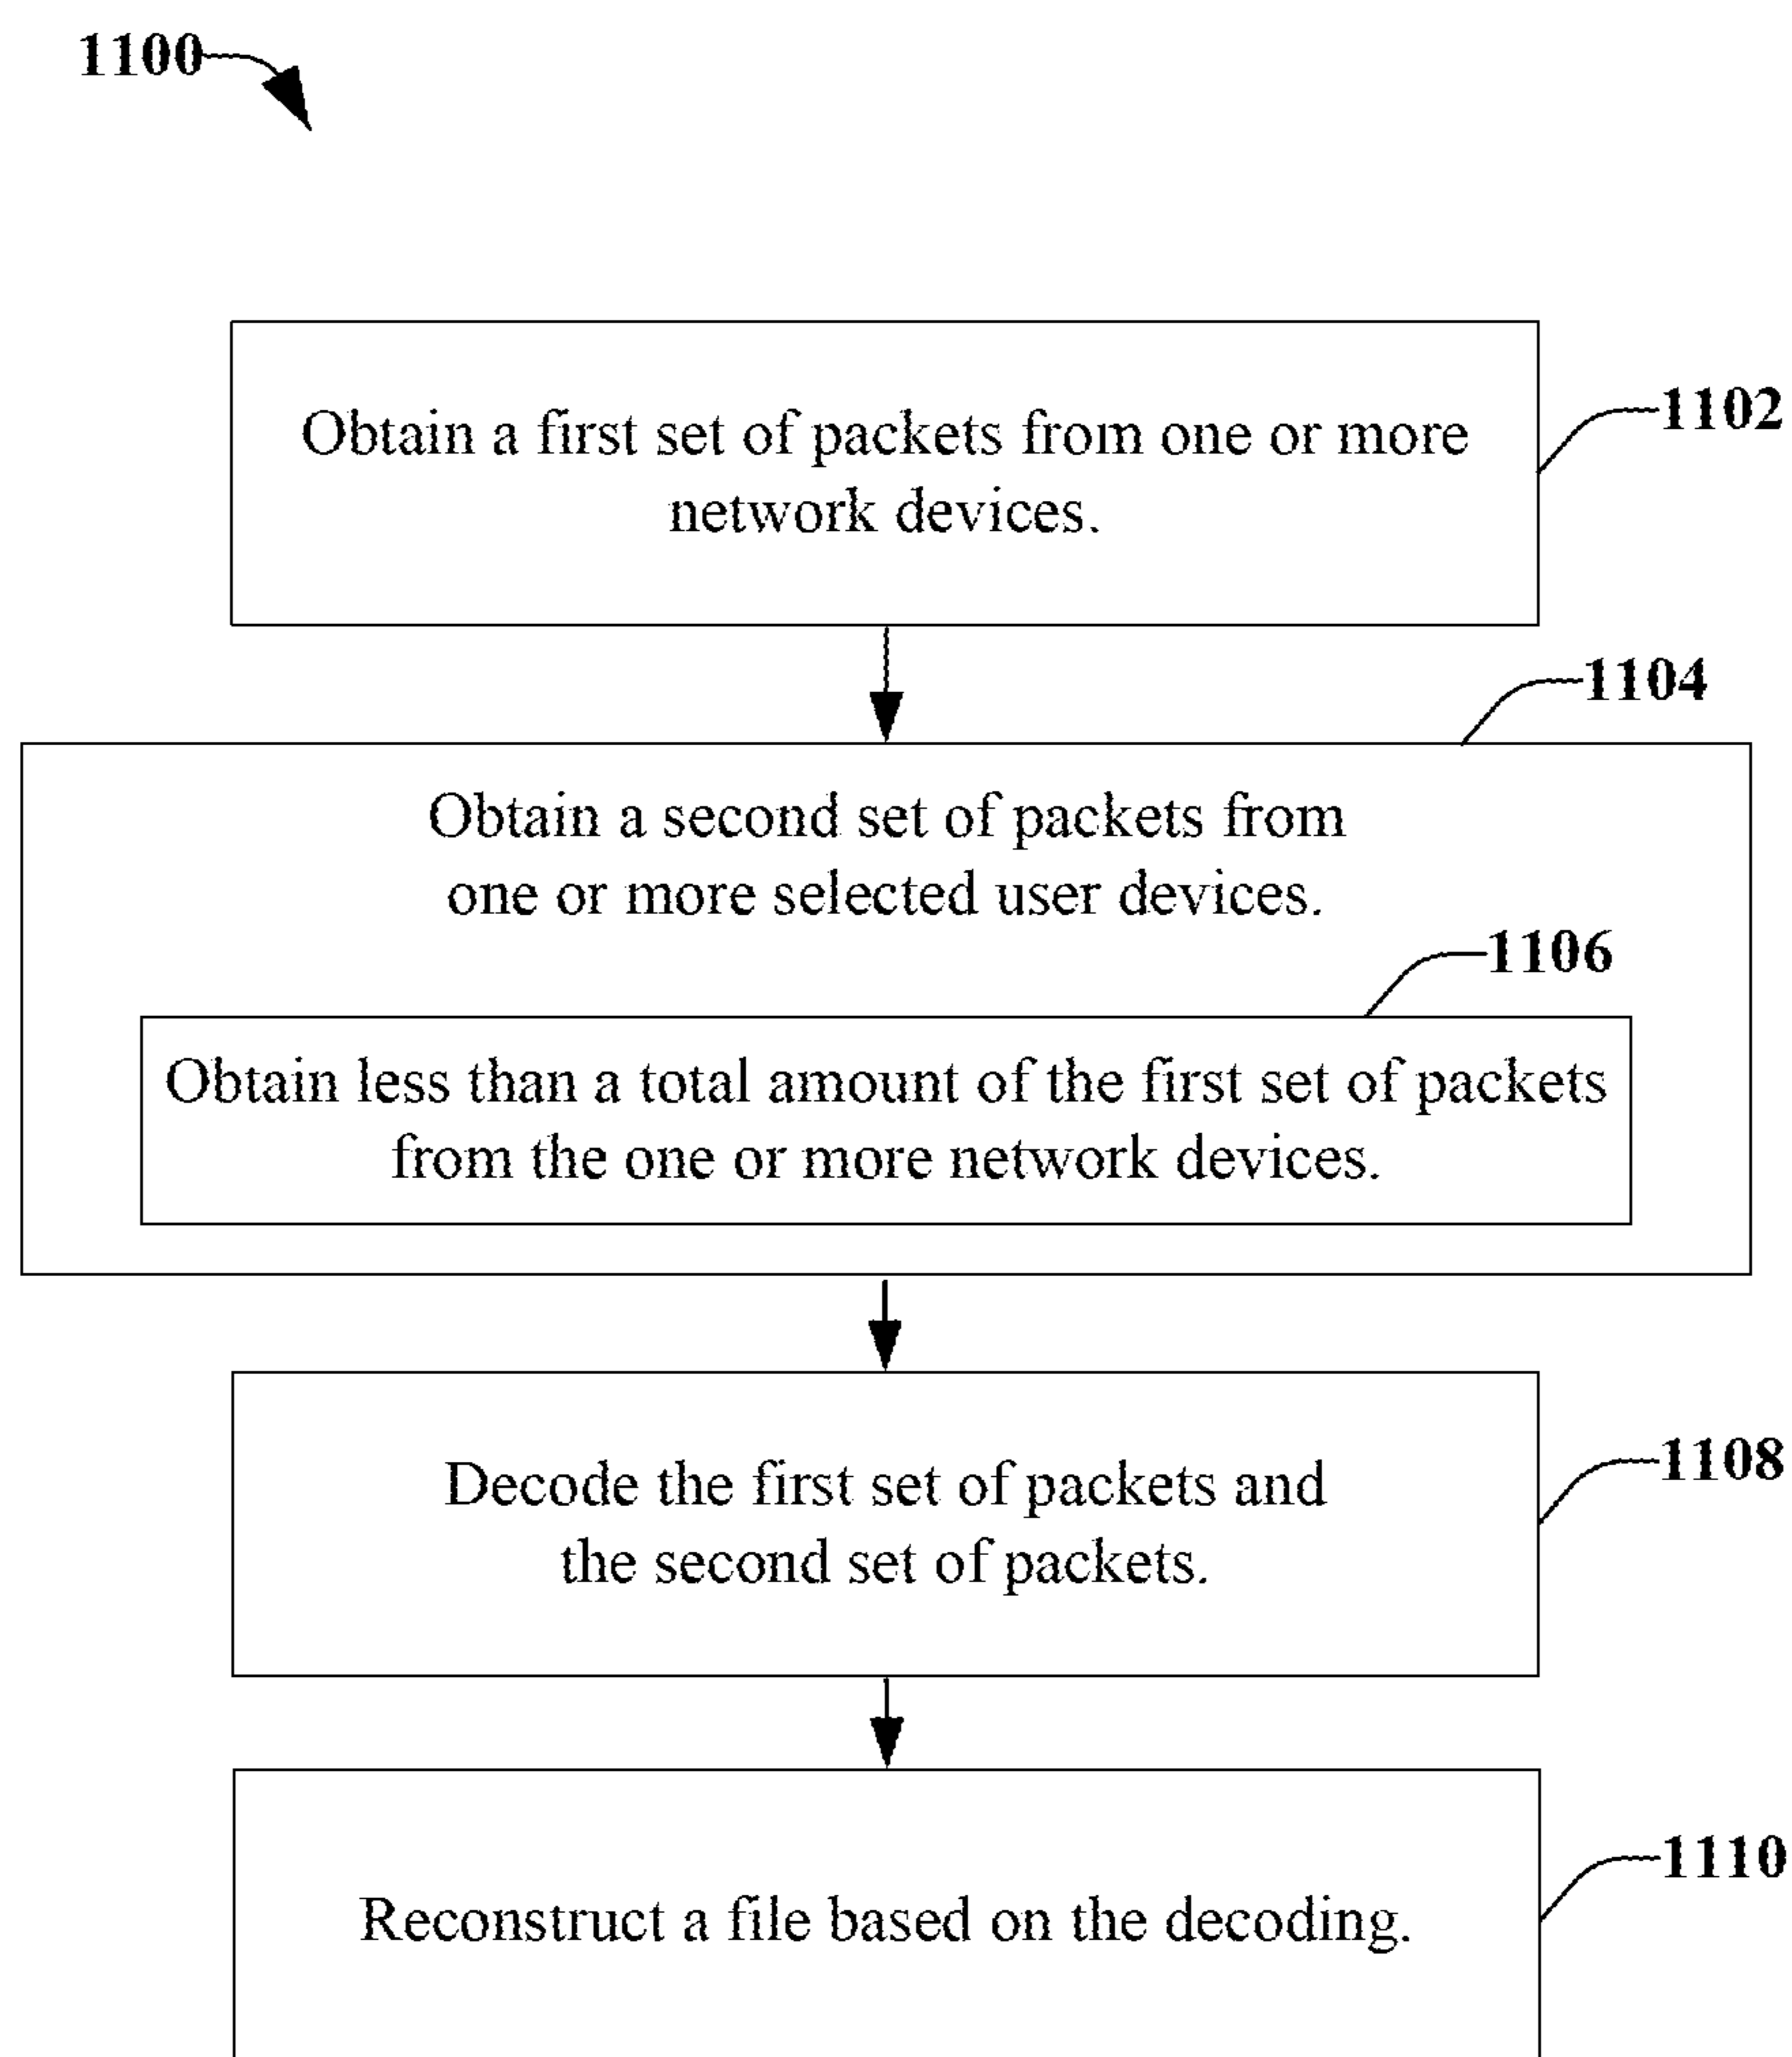 1100
Obtain a first set of packets from one or more
network devices.
1102
1104
Obtain a second set of packets from
one or more selected user devices.
1106
Obtain less than a total amount of the first set of packets
from the one or more network devices.
Decode the first set of packets and
the second set of packets.
1108
Reconstruct a file based on the decoding.
1110